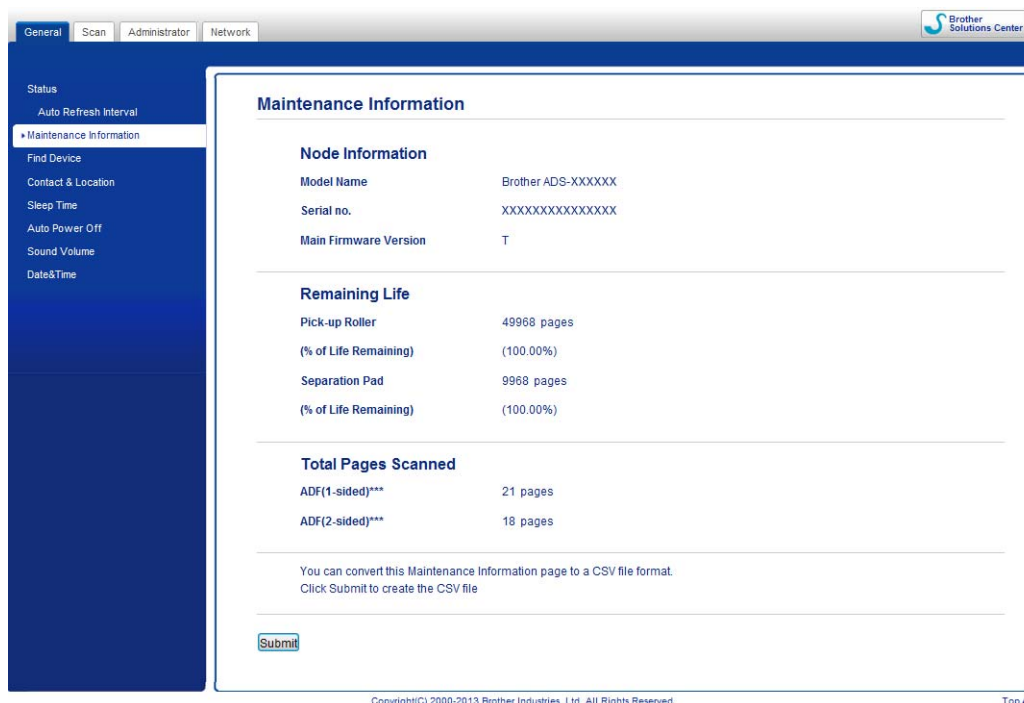 General Scan Administrator Network
Brother
Solutions Center
Status
Auto Refresh Interval
Maintenance Information
Find Device
Contact & Location
Sleep Time
Auto Power Off
Sound Volume
Date&Time
Maintenance Information
Node Information
Model Name Brother ADS-XXXXXX
Serial no. XXXXXXXXXXXXXXX
Main Firmware Version T
Remaining Life
Pick-up Roller 49968 pages
(% of Life Remaining) (100.00%)
Separation Pad 9968 pages
(% of Life Remaining) (100.00%)
Total Pages Scanned
ADF(1-sided)*** 21 pages
ADF(2-sided)*** 18 pages
You can convert this Maintenance Information page to a CSV file format.
Click Submit to create the CSV file
Submit
Copyright(C) 2000-2013 Brother Industries, Ltd. All Rights Reserved.
Top